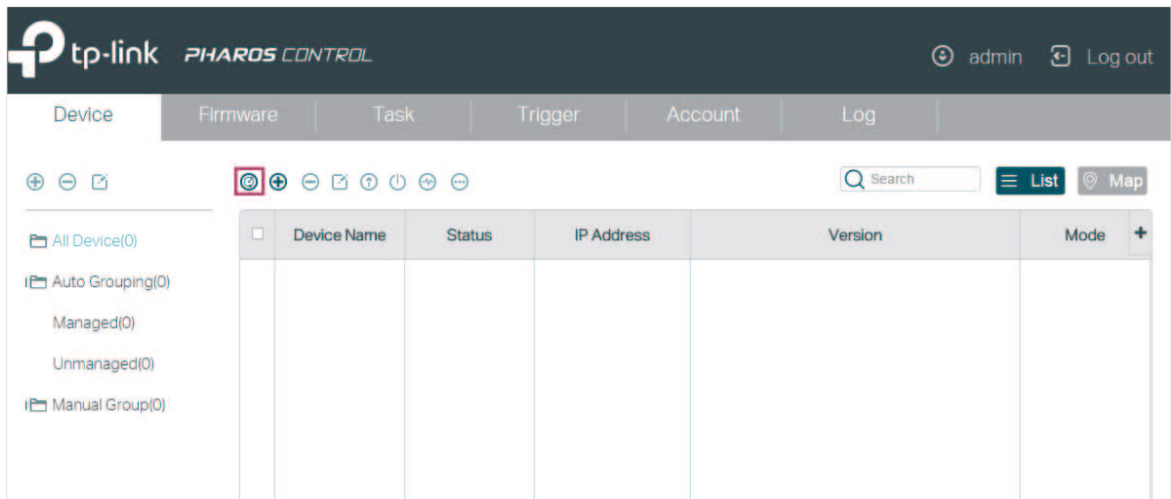 tp-link PHAROS CONTROL admin Log out
Device Firmware Task Trigger Account Log
Search List Map
All Device(0)
Auto Grouping(0)
Managed(0)
Unmanaged(0)
Manual Group(0)
Device Name Status IP Address Version Mode +